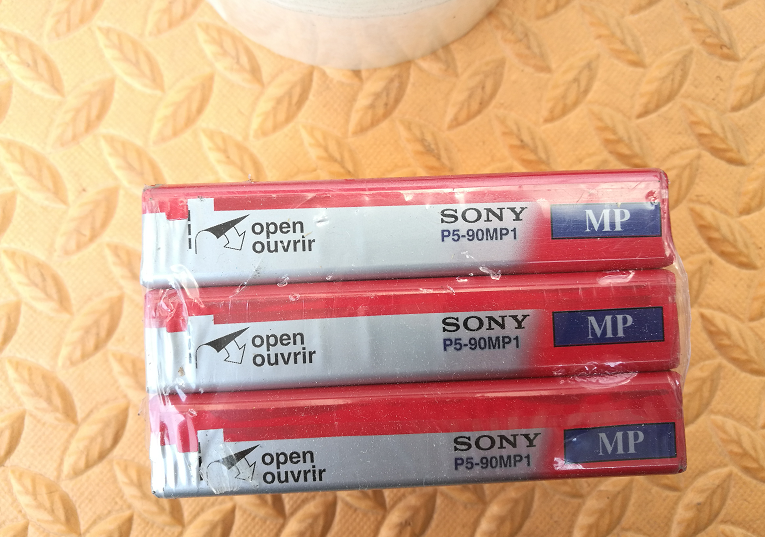 open
ouvrir
SONY
P5-90MP1
MP
open
ouvrir
SONY
P5-90MP1
MP
open
ouvrir
SONY
P5-90MP1
MP